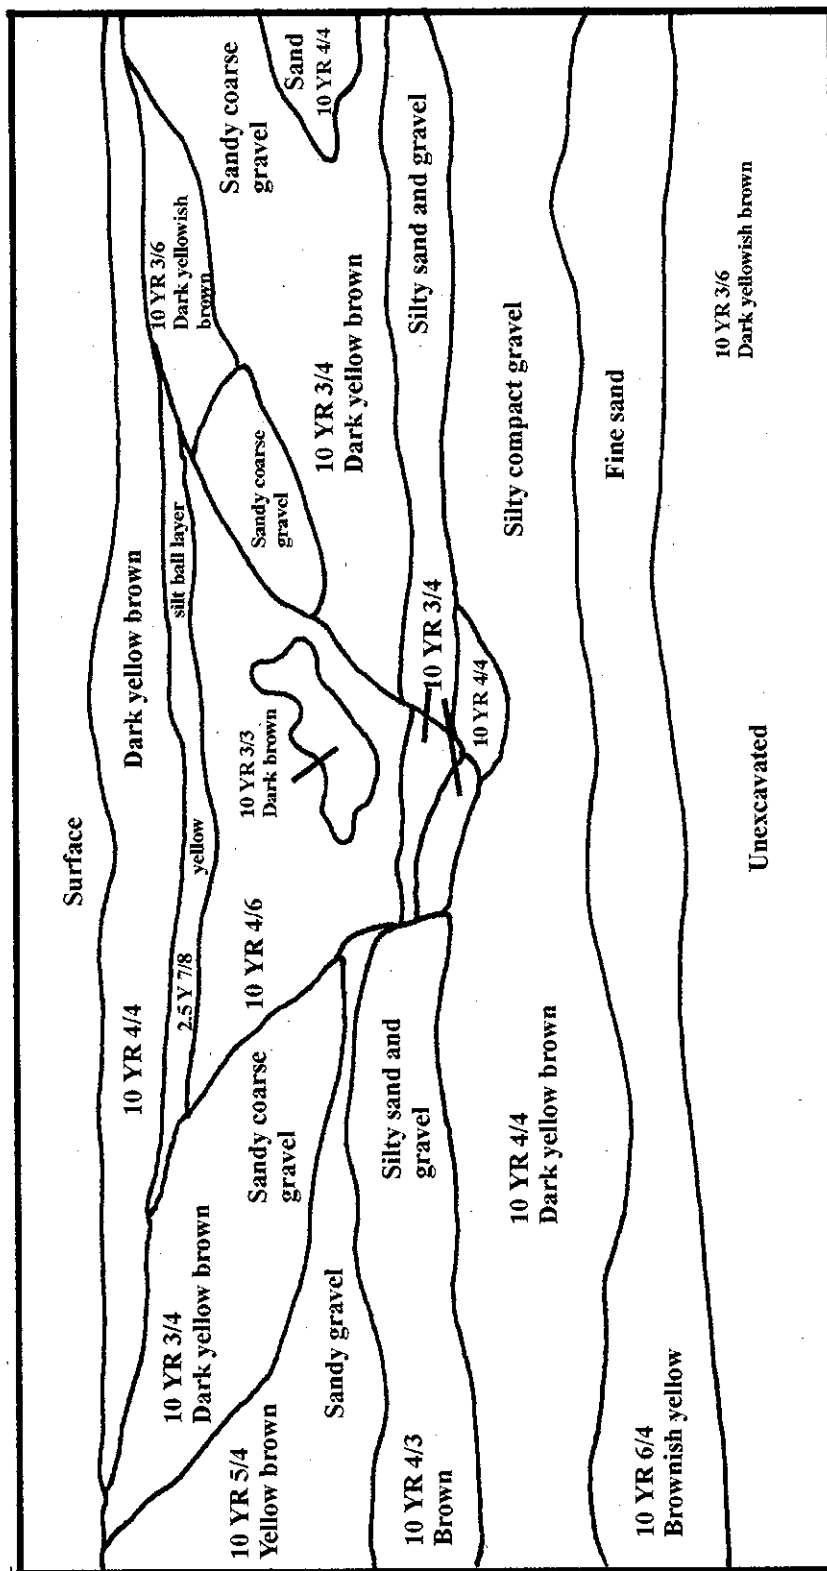 Surface
10 YR 4/4
Dark yellow brown
2.5 Y 7/8
yellow
silt ball layer
10 YR 3/4
Dark yellow brown
Sandy coarse
gravel
10 YR 4/6
10 YR 3/3
Dark brown
Sandy coarse
gravel
10 YR 3/6
Dark yellowish
brown
Sandy coarse
gravel
Sand
10 YR 4/4
10 YR 5/4
Yellow brown
Sandy gravel
10 YR 3/4
Dark yellow brown
10 YR 4/3
Brown
Silty sand and
gravel
10 YR 3/4
10 YR 4/4
Silty sand and gravel
10 YR 4/4
Dark yellow brown
Silty compact gravel
10 YR 6/4
Brownish yellow
Fine sand
Unexcavated
10 YR 3/6
Dark yellowish brown